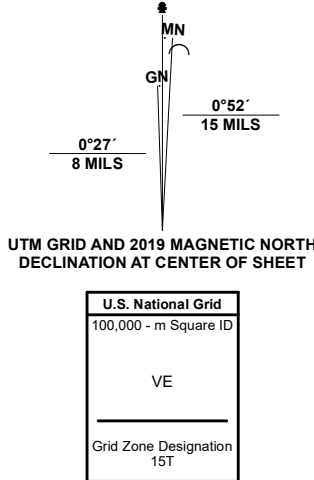 MN
GN
0°52´
15 MILS
0°27´
8 MILS
UTM GRID AND 2019 MAGNETIC NORTH
DECLINATION AT CENTER OF SHEET
U.S. National Grid
100,000 - m Square ID
VE
Grid Zone Designation
15T